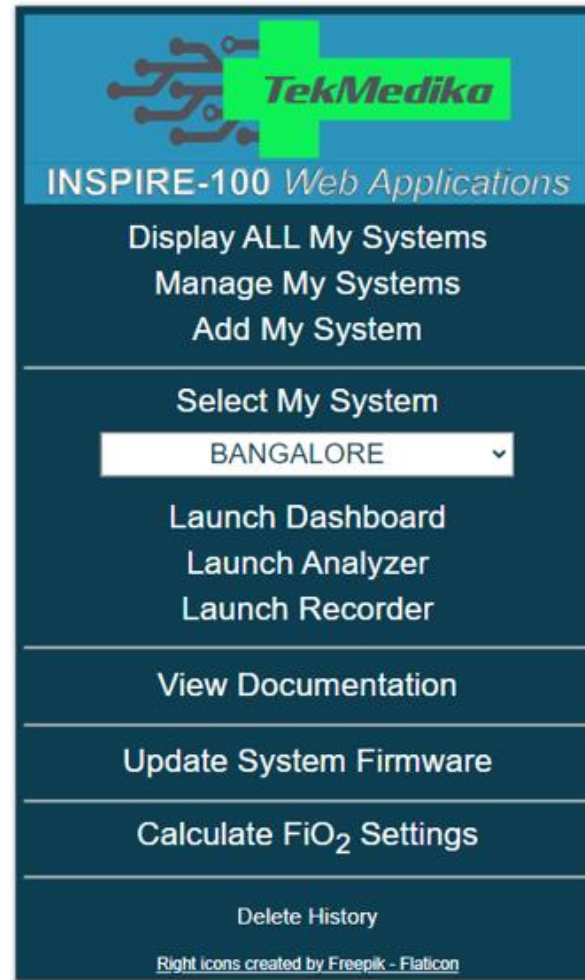 TekMedika
INSPIRE-100 Web Applications
Display ALL My Systems
Manage My Systems
Add My System
Select My System
BANGALORE
Launch Dashboard
Launch Analyzer
Launch Recorder
View Documentation
Update System Firmware
Calculate FiO₂ Settings
Delete History
Right icons created by Freepik - Flaticon